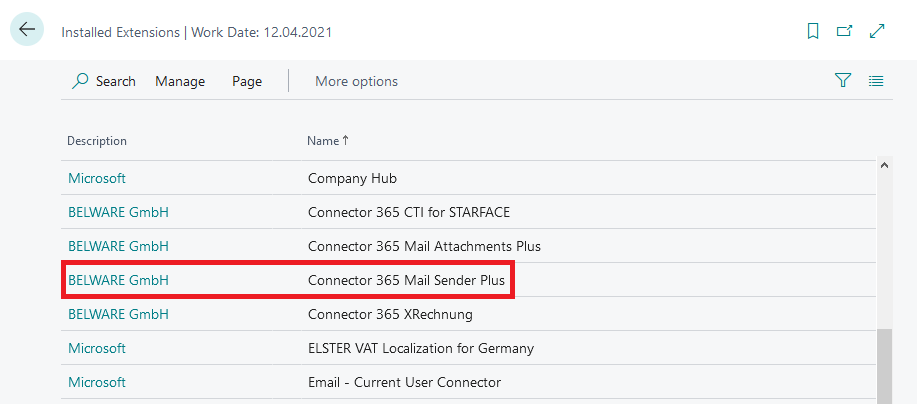 Installed Extensions | Work Date: 12.04.2021
Search Manage Page More options
Description Name ↑
Microsoft Company Hub
BELWARE GmbH Connector 365 CTI for STARFACE
BELWARE GmbH Connector 365 Mail Attachments Plus
BELWARE GmbH Connector 365 Mail Sender Plus
BELWARE GmbH Connector 365 XRechnung
Microsoft ELSTER VAT Localization for Germany
Microsoft Email - Current User Connector